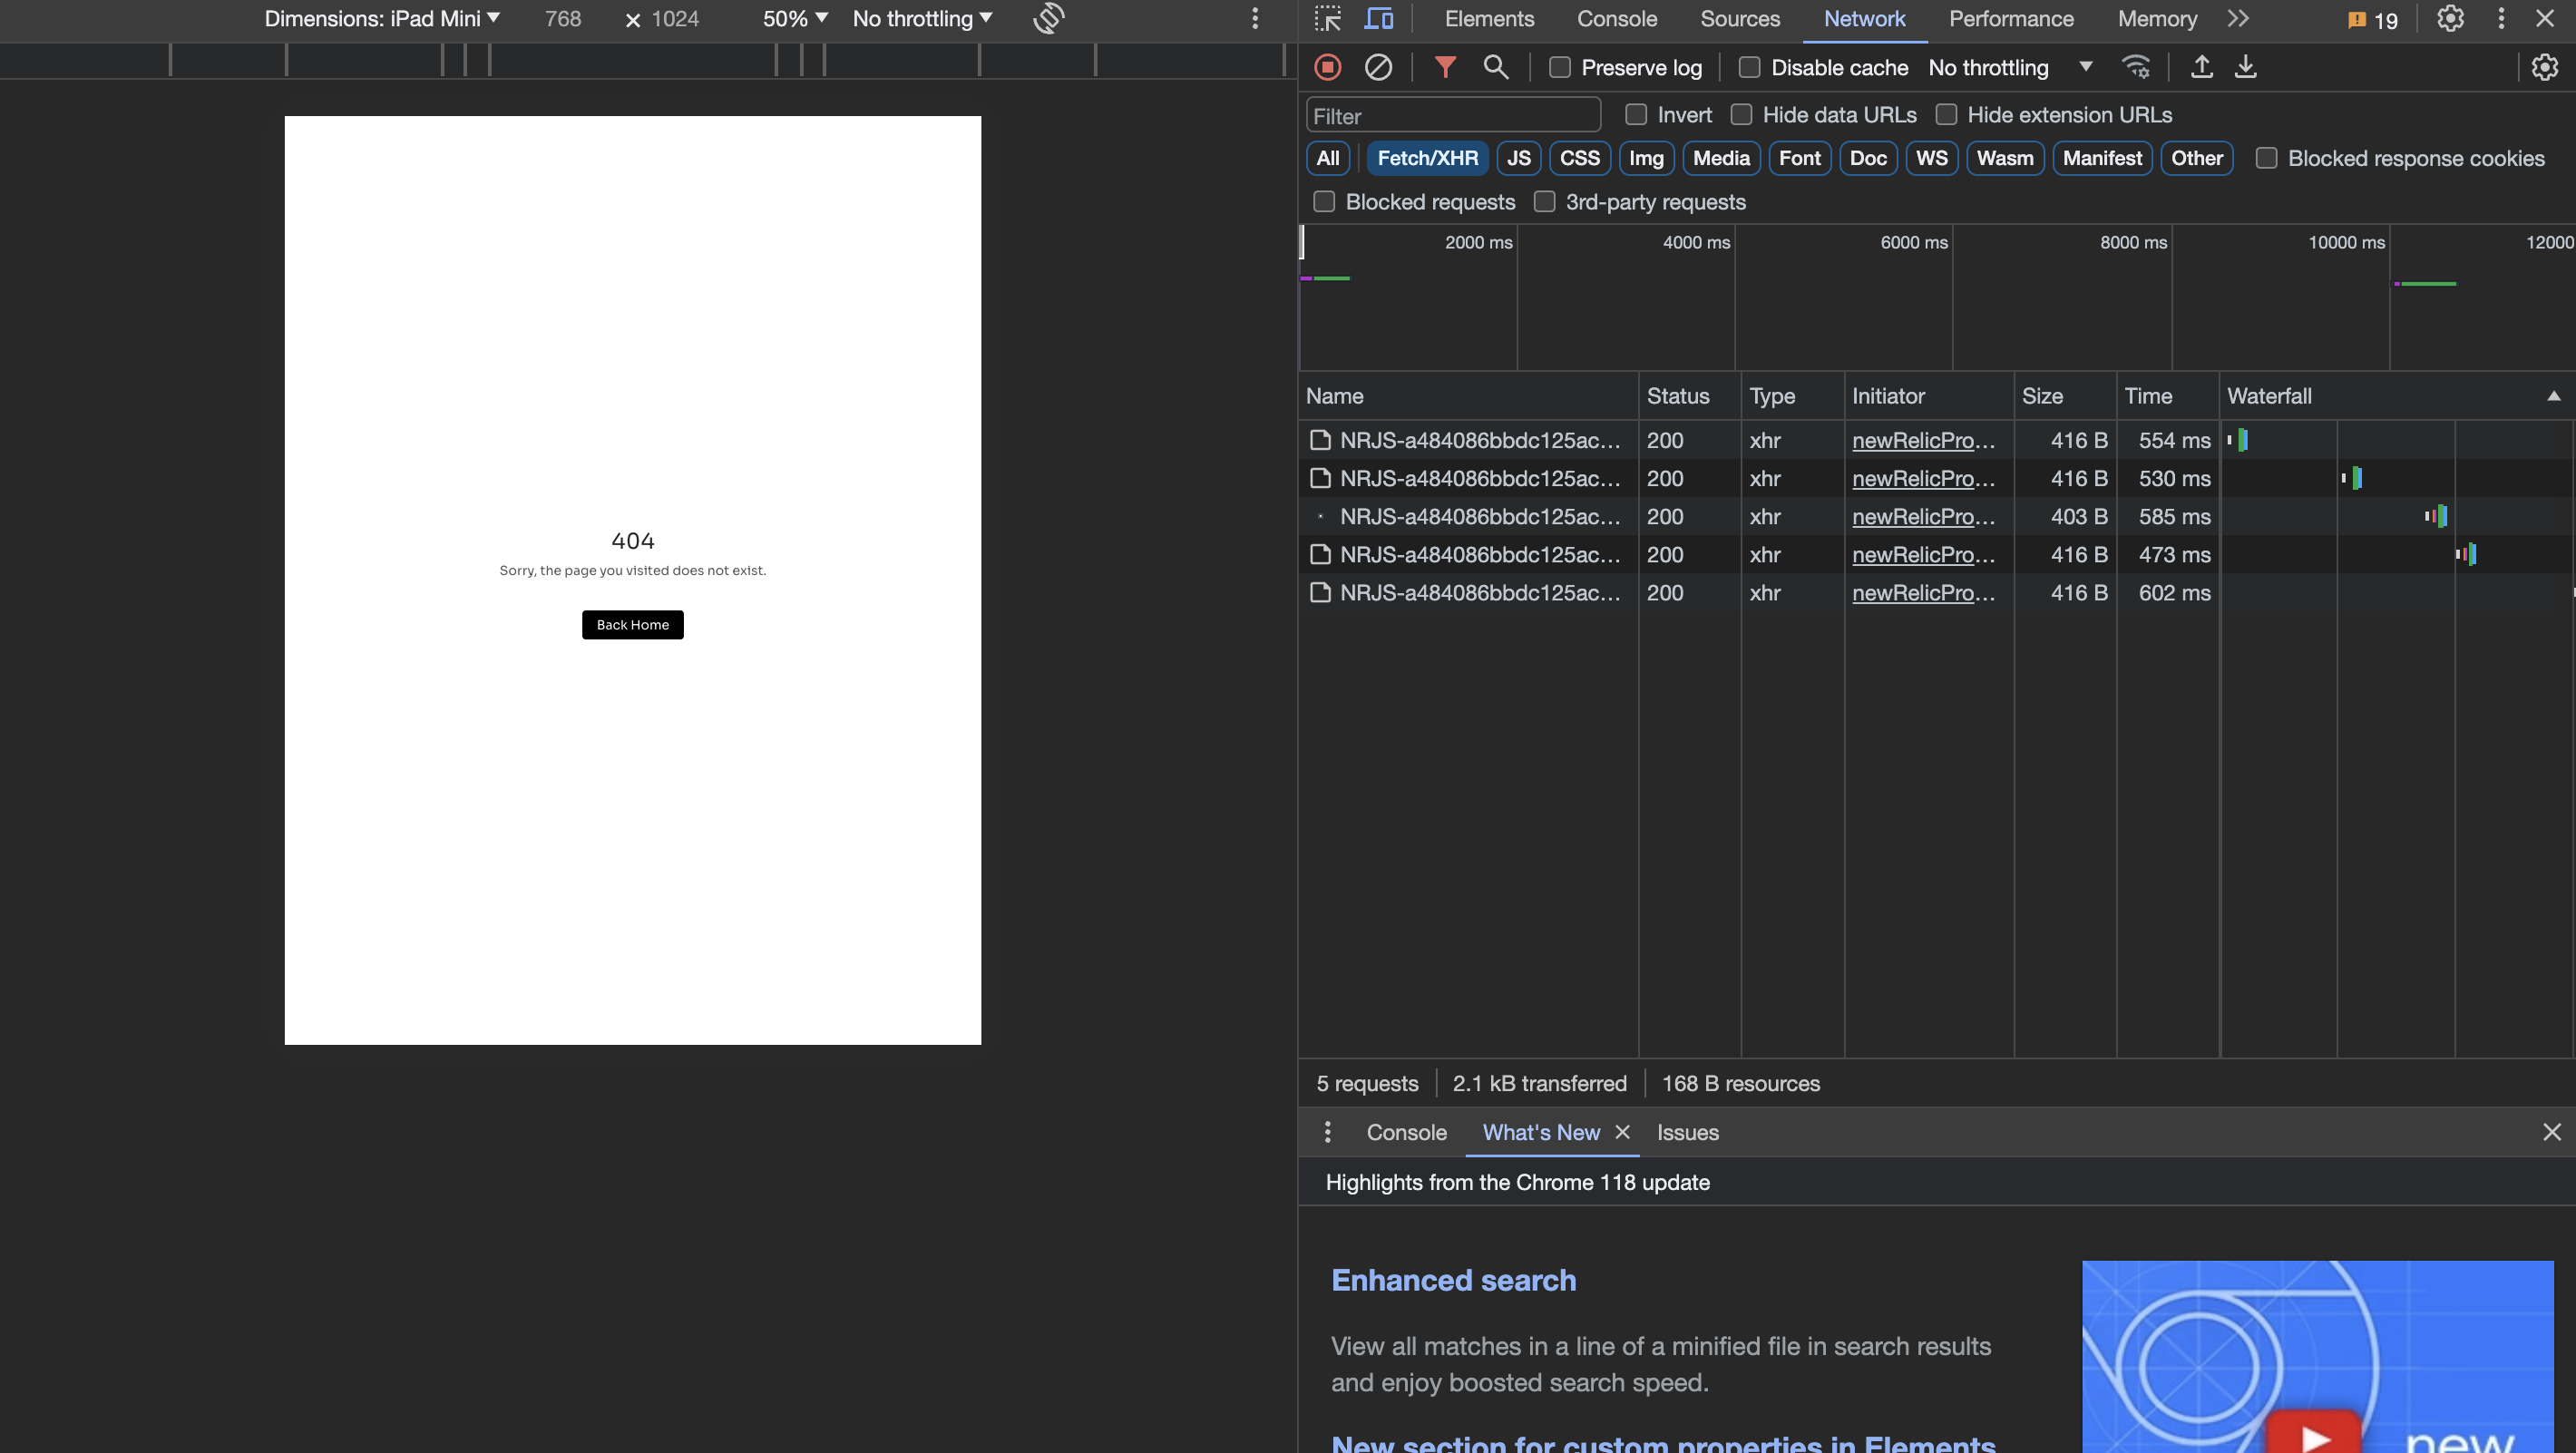 Dimensions: iPad Mini 768 × 1024 50% No throttling
404
Sorry, the page you visited does not exist.
Back Home
Elements Console Sources Network Performance Memory 19
Preserve log Disable cache No throttling
Filter Invert Hide data URLs Hide extension URLs
All Fetch/XHR JS CSS Img Media Font Doc WS Wasm Manifest Other Blocked response cookies
Blocked requests 3rd-party requests
2000 ms 4000 ms 6000 ms 8000 ms 10000 ms 12000
Name Status Type Initiator Size Time Waterfall
NRJS-a484086bbdc125ac... 200 xhr newRelicPro... 416 B 554 ms
NRJS-a484086bbdc125ac... 200 xhr newRelicPro... 416 B 530 ms
NRJS-a484086bbdc125ac... 200 xhr newRelicPro... 403 B 585 ms
NRJS-a484086bbdc125ac... 200 xhr newRelicPro... 416 B 473 ms
NRJS-a484086bbdc125ac... 200 xhr newRelicPro... 416 B 602 ms
5 requests 2.1 kB transferred 168 B resources
Console What's New Issues
Highlights from the Chrome 118 update
Enhanced search
View all matches in a line of a minified file in search results
and enjoy boosted search speed.
New section for custom properties in Elements
new